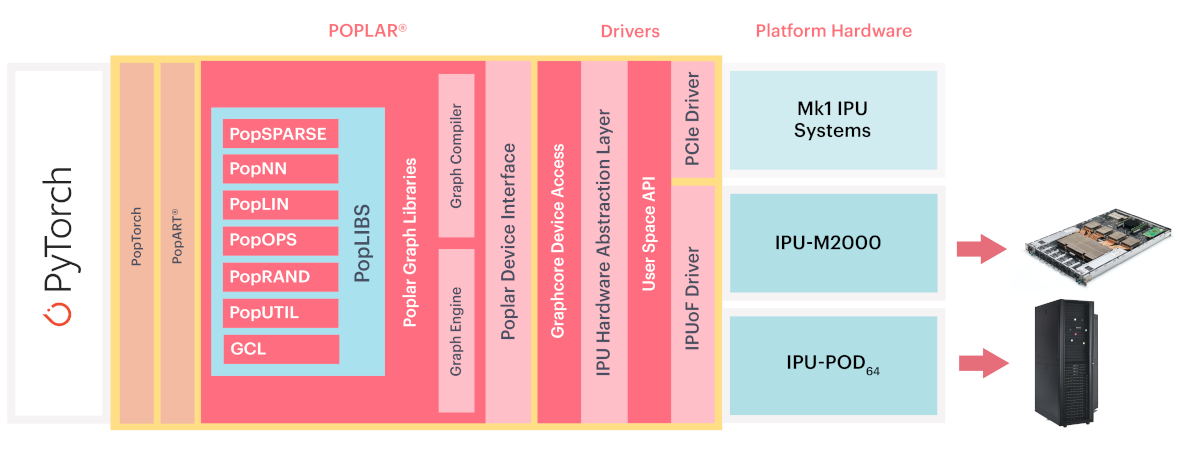 POPLAR®
Drivers
Platform Hardware
PyTorch
PopTorch
PopART®
PopSPARSE
PopNN
PopLIN
PopOPS
PopRAND
PopUTIL
GCL
PopLIBS
Poplar Graph Libraries
Graph Compiler
Graph Engine
Poplar Device Interface
Graphcore Device Access
IPU Hardware Abstraction Layer
User Space API
PCIe Driver
IPUoF Driver
Mk1 IPU
Systems
IPU-M2000
IPU-POD64